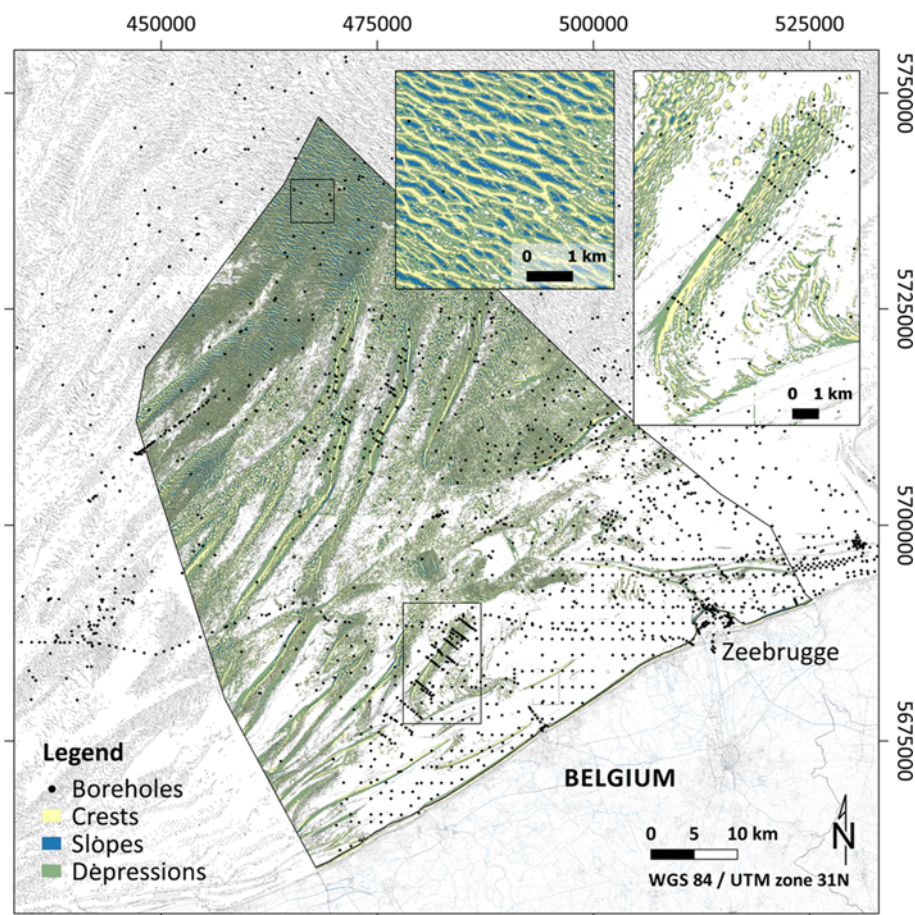 450000 475000 500000 525000
5750000
5725000
5700000
5675000
0 1 km
0 1 km
Zeebrugge
BELGIUM
Legend
Boreholes
Crests
Slopes
Depressions
0 5 10 km
N
WGS 84 / UTM zone 31N